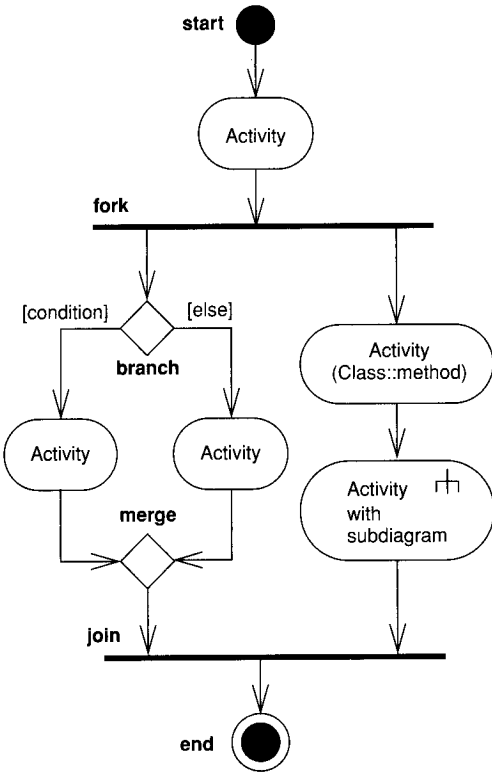 start
Activity
fork
[condition]
[else]
branch
Activity
(Class::method)
Activity
Activity
Activity
with
subdiagram
merge
join
end